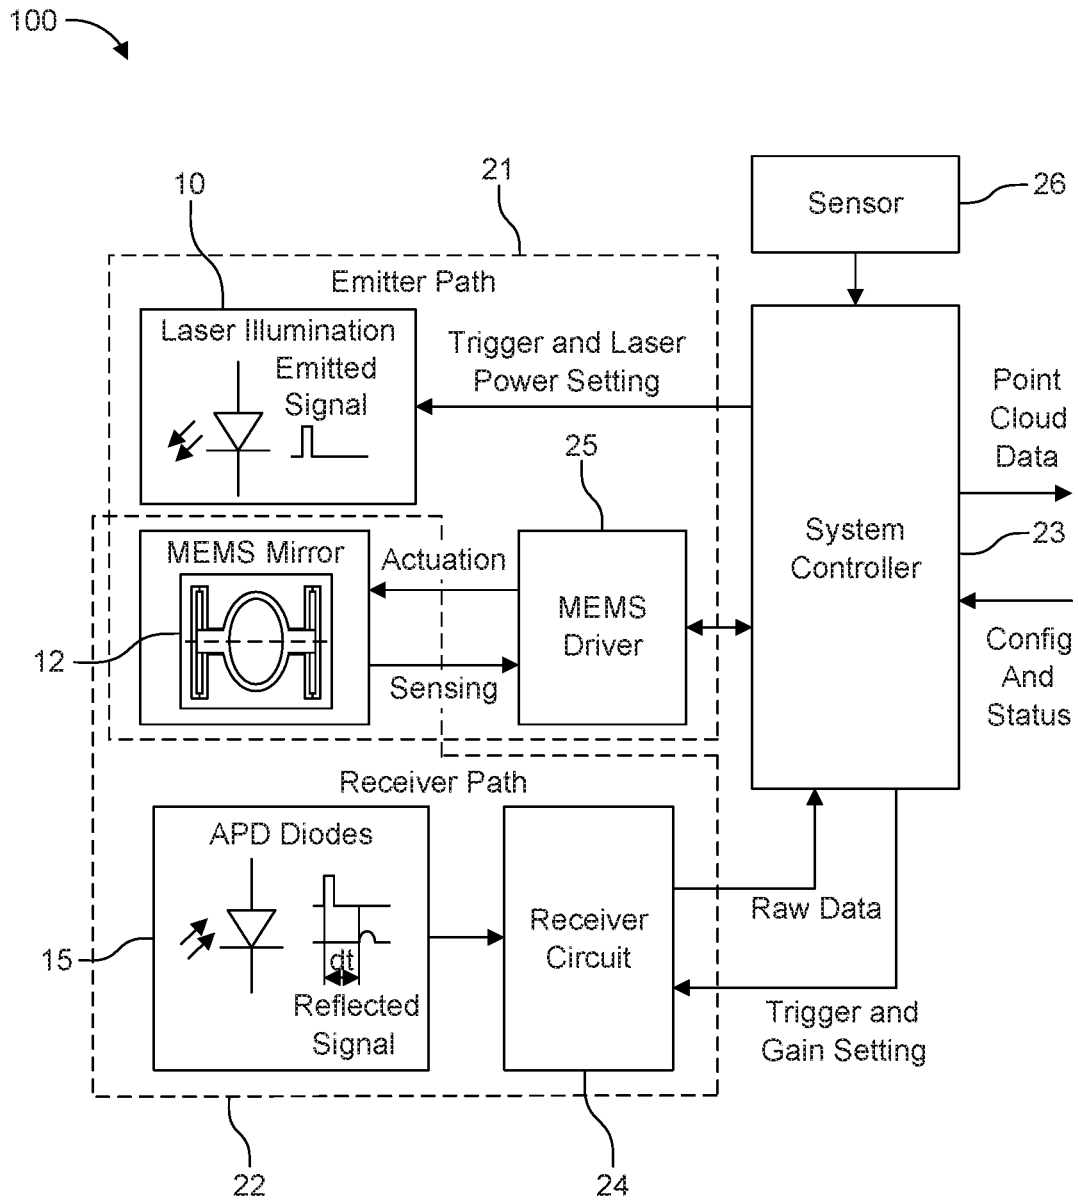 100
10
21
26
Sensor
Emitter Path
Laser Illumination
Emitted
Signal
Trigger and Laser
Power Setting
Point
Cloud
Data
25
System
Controller
23
MEMS Mirror
Actuation
MEMS
Driver
12
Sensing
Config
And
Status
Receiver Path
APD Diodes
15
dt
Reflected
Signal
Receiver
Circuit
Raw Data
Trigger and
Gain Setting
22
24